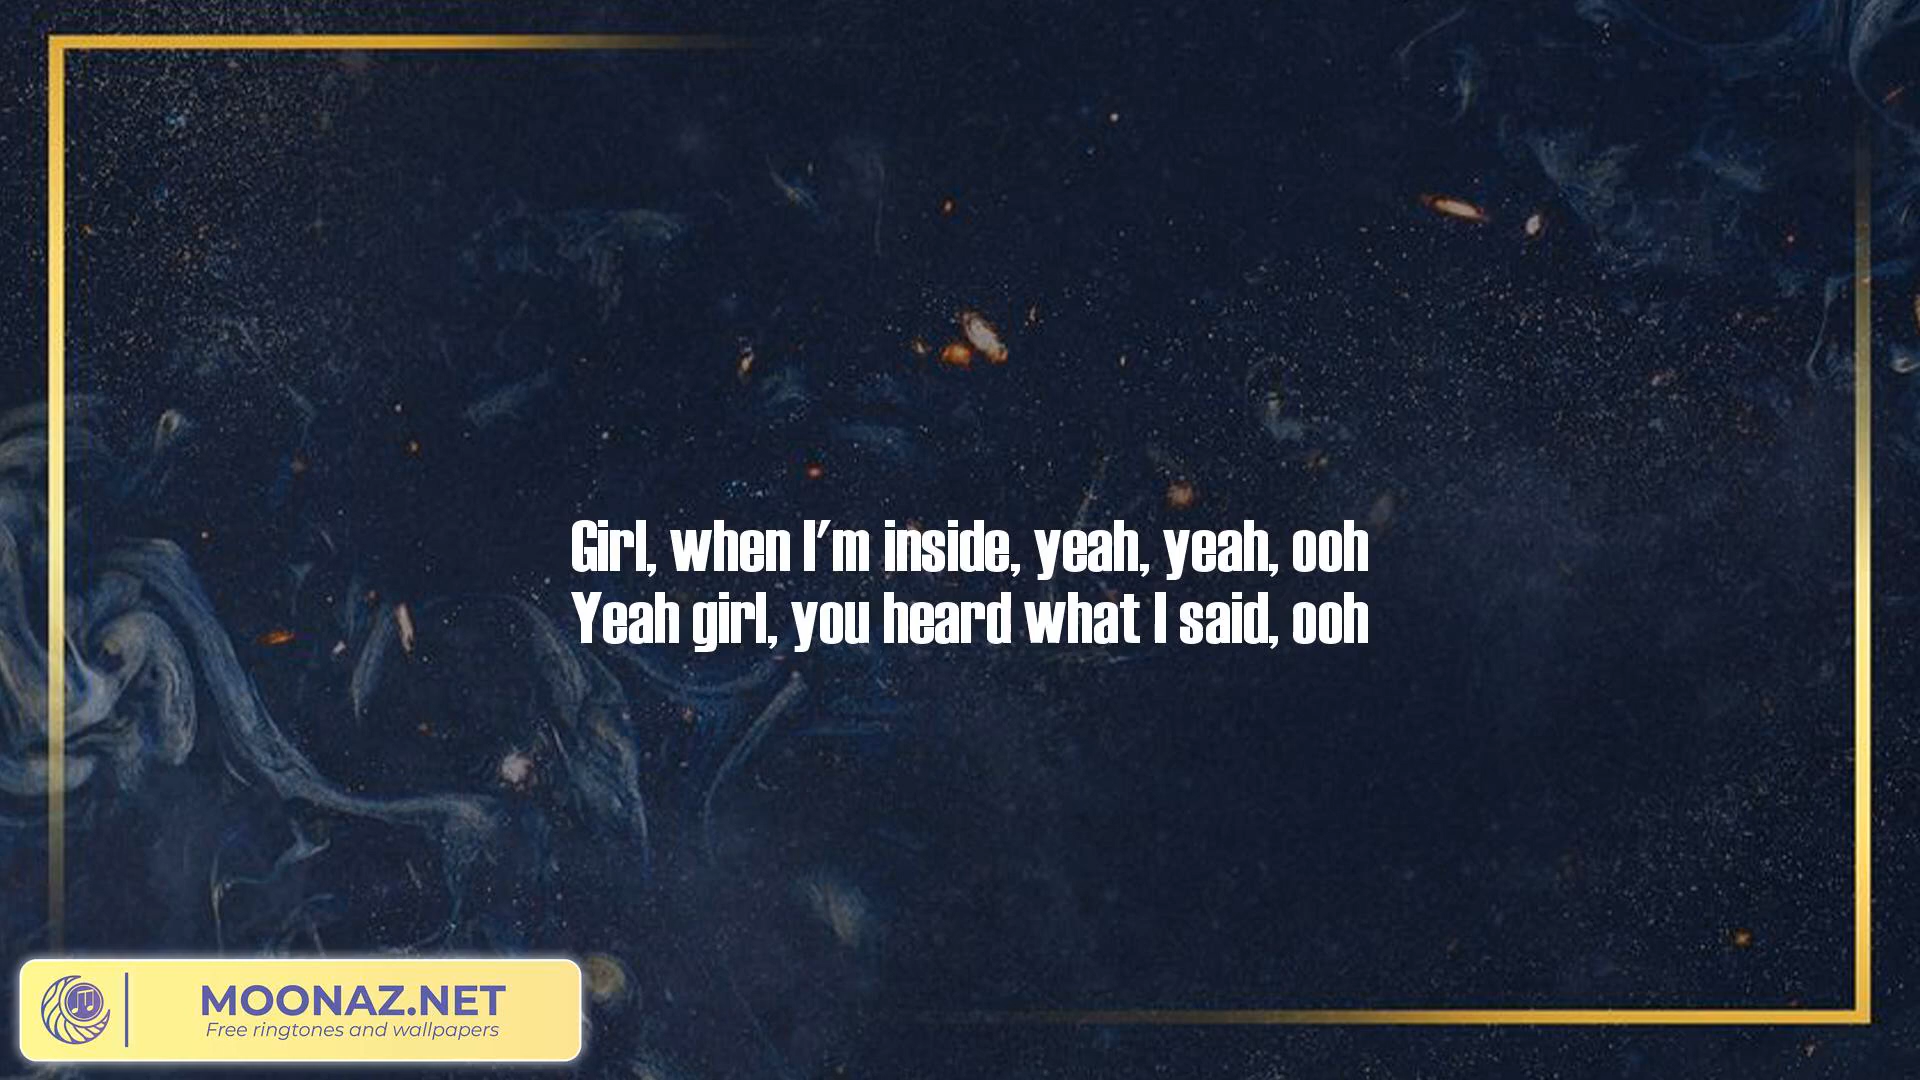 Girl, when I'm inside, yeah, yeah, ooh
Yeah girl, you heard what I said, ooh
MOONAZ.NET
Free ringtones and wallpapers